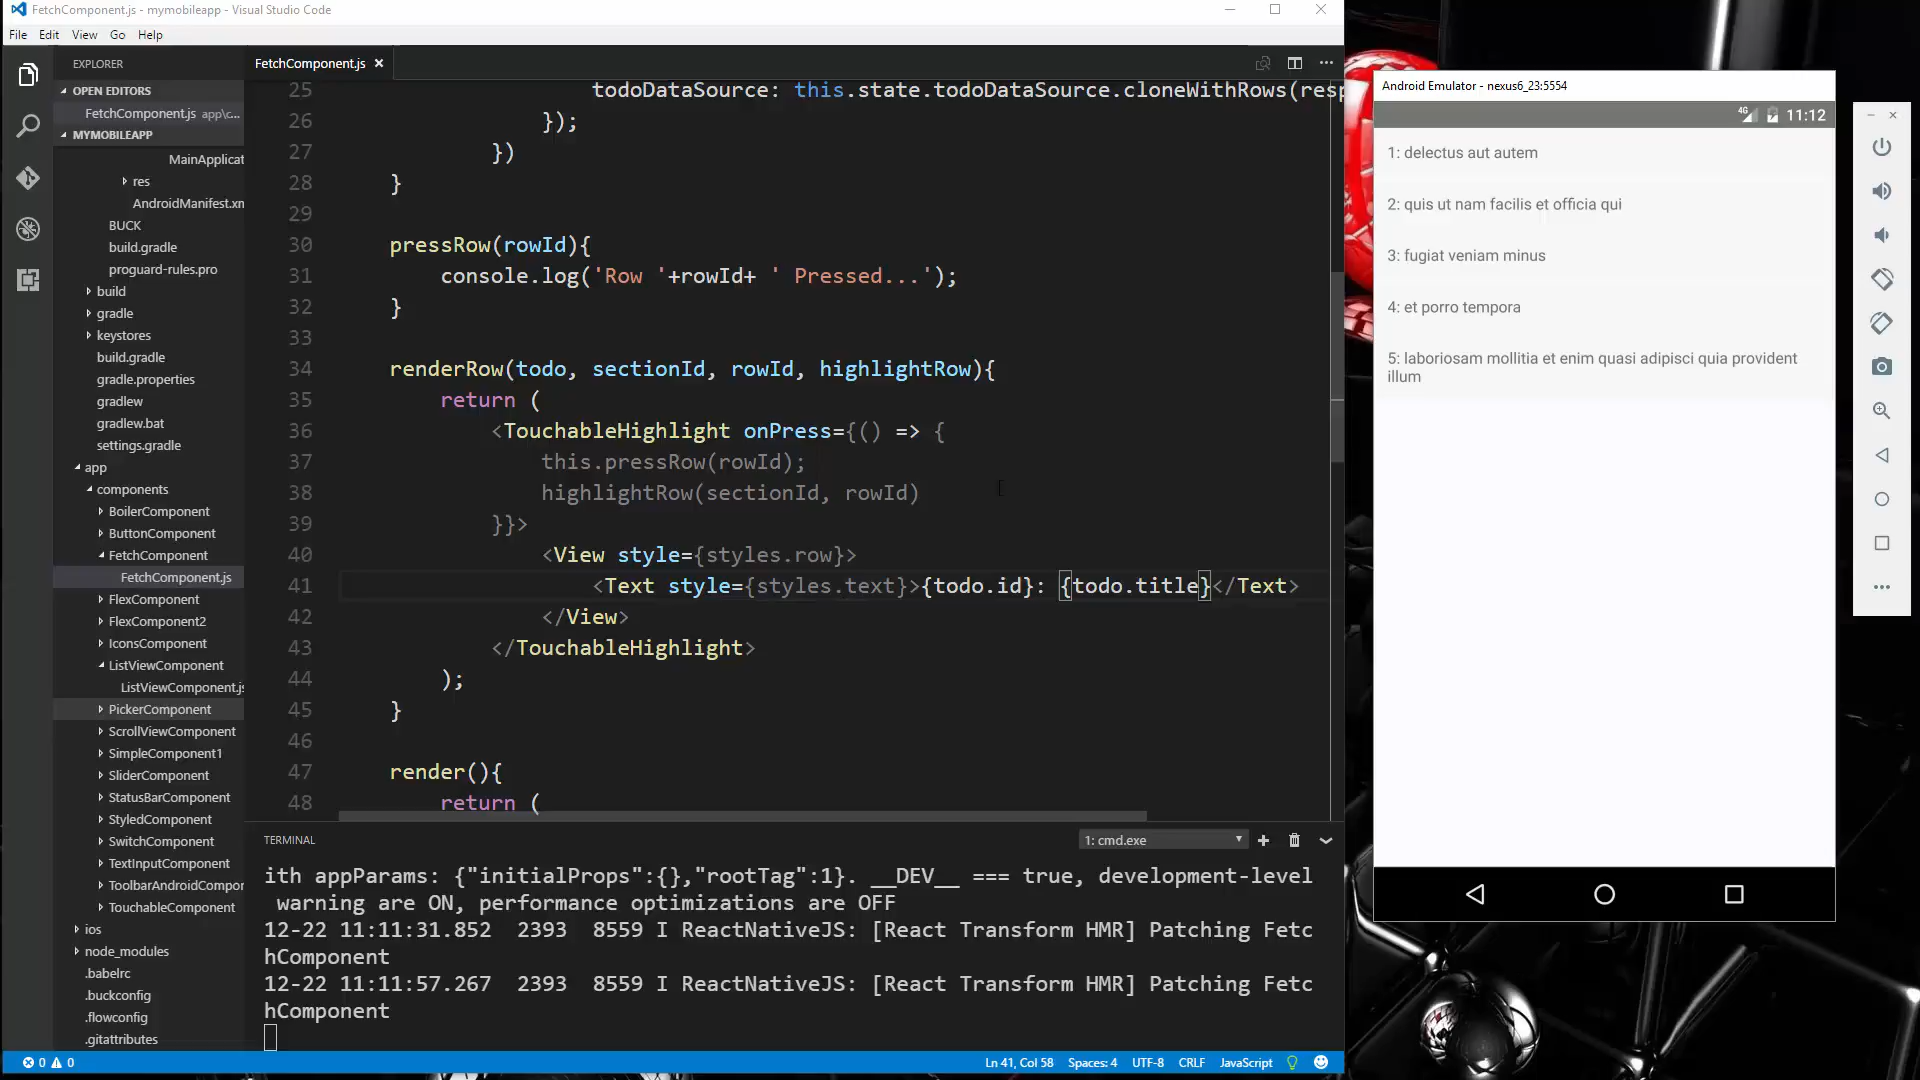 FetchComponent.js - mymobileapp - Visual Studio Code
File Edit View Go Help
EXPLORER
OPEN EDITORS
FetchComponent.js app\c...
MYMOBILEAPP
MainApplicat
res
AndroidManifest.xn
BUCK
build.gradle
proguard-rules.pro
build
gradle
keystores
build.gradle
gradle.properties
gradlew
gradlew.bat
settings.gradle
app
components
BoilerComponent
ButtonComponent
FetchComponent
FetchComponent.js
FlexComponent
FlexComponent2
IconsComponent
ListViewComponent
ListViewComponent.js
PickerComponent
ScrollViewComponent
SimpleComponent1
SliderComponent
StatusBarComponent
StyledComponent
SwitchComponent
TextInputComponent
ToolbarAndroidCompor
TouchableComponent
ios
node_modules
.babelrc
.buckconfig
.flowconfig
.gitattributes
FetchComponent.js
25 todoDataSource: this.state.todoDataSource.cloneWithRows(resp
26 });
27 })
28 }
29
30 pressRow(rowId){
31 console.log('Row '+rowId+ ' Pressed...');
32 }
33
34 renderRow(todo, sectionId, rowId, highlightRow){
35 return (
36 <TouchableHighlight onPress={() => {
37 this.pressRow(rowId);
38 highlightRow(sectionId, rowId)
39 }}>
40 <View style={styles.row}>
41 <Text style={styles.text}>{todo.id}: {todo.title}</Text>
42 </View>
43 </TouchableHighlight>
44 );
45 }
46
47 render(){
48 return (
TERMINAL
1: cmd.exe
ith appParams: {"initialProps":{},"rootTag":1}. __DEV__ === true, development-level
warning are ON, performance optimizations are OFF
12-22 11:11:31.852 2393 8559 I ReactNativeJS: [React Transform HMR] Patching Fetc
hComponent
12-22 11:11:57.267 2393 8559 I ReactNativeJS: [React Transform HMR] Patching Fetc
hComponent
0 0 Ln 41, Col 58 Spaces: 4 UTF-8 CRLF JavaScript
Android Emulator - nexus6_23:5554
4G 11:12
1: delectus aut autem
2: quis ut nam facilis et officia qui
3: fugiat veniam minus
4: et porro tempora
5: laboriosam mollitia et enim quasi adipisci quia provident
illum